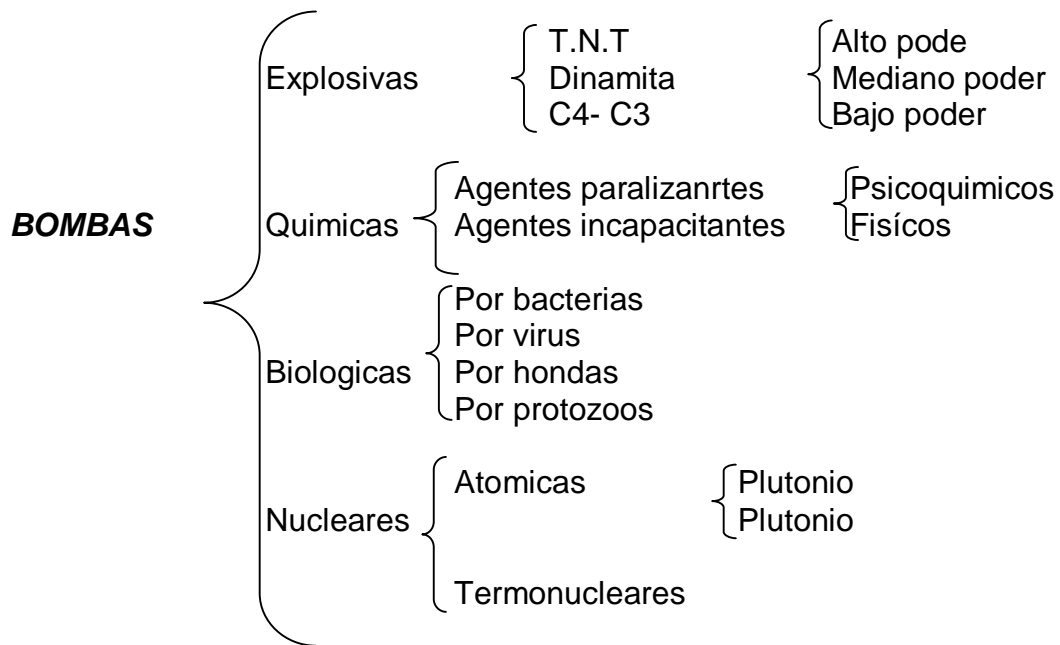 BOMBAS
Explosivas
T.N.T
Dinamita
C4- C3
Alto pode
Mediano poder
Bajo poder
Quimicas
Agentes paralizanrtes
Agentes incapacitantes
Psicoquimicos
Fisícos
Biologicas
Por bacterias
Por virus
Por hondas
Por protozoos
Nucleares
Atomicas
Plutonio
Plutonio
Termonucleares